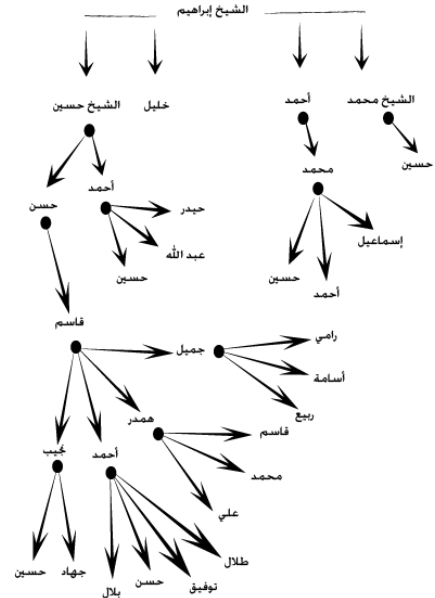 الشيخ إبراهيم
الشيخ محمد
أحمد
خليل
الشيخ حسين
حسين
محمد
أحمد
حسن
حيدر
عبد الله
حسين
إسماعيل
أحمد
حسين
قاسم
جميل
رامي
أسامة
ربيع
همدر
قاسم
محمد
علي
أحمد
نجيب
طلال
توفيق
حسن
بلال
جهاد
حسين